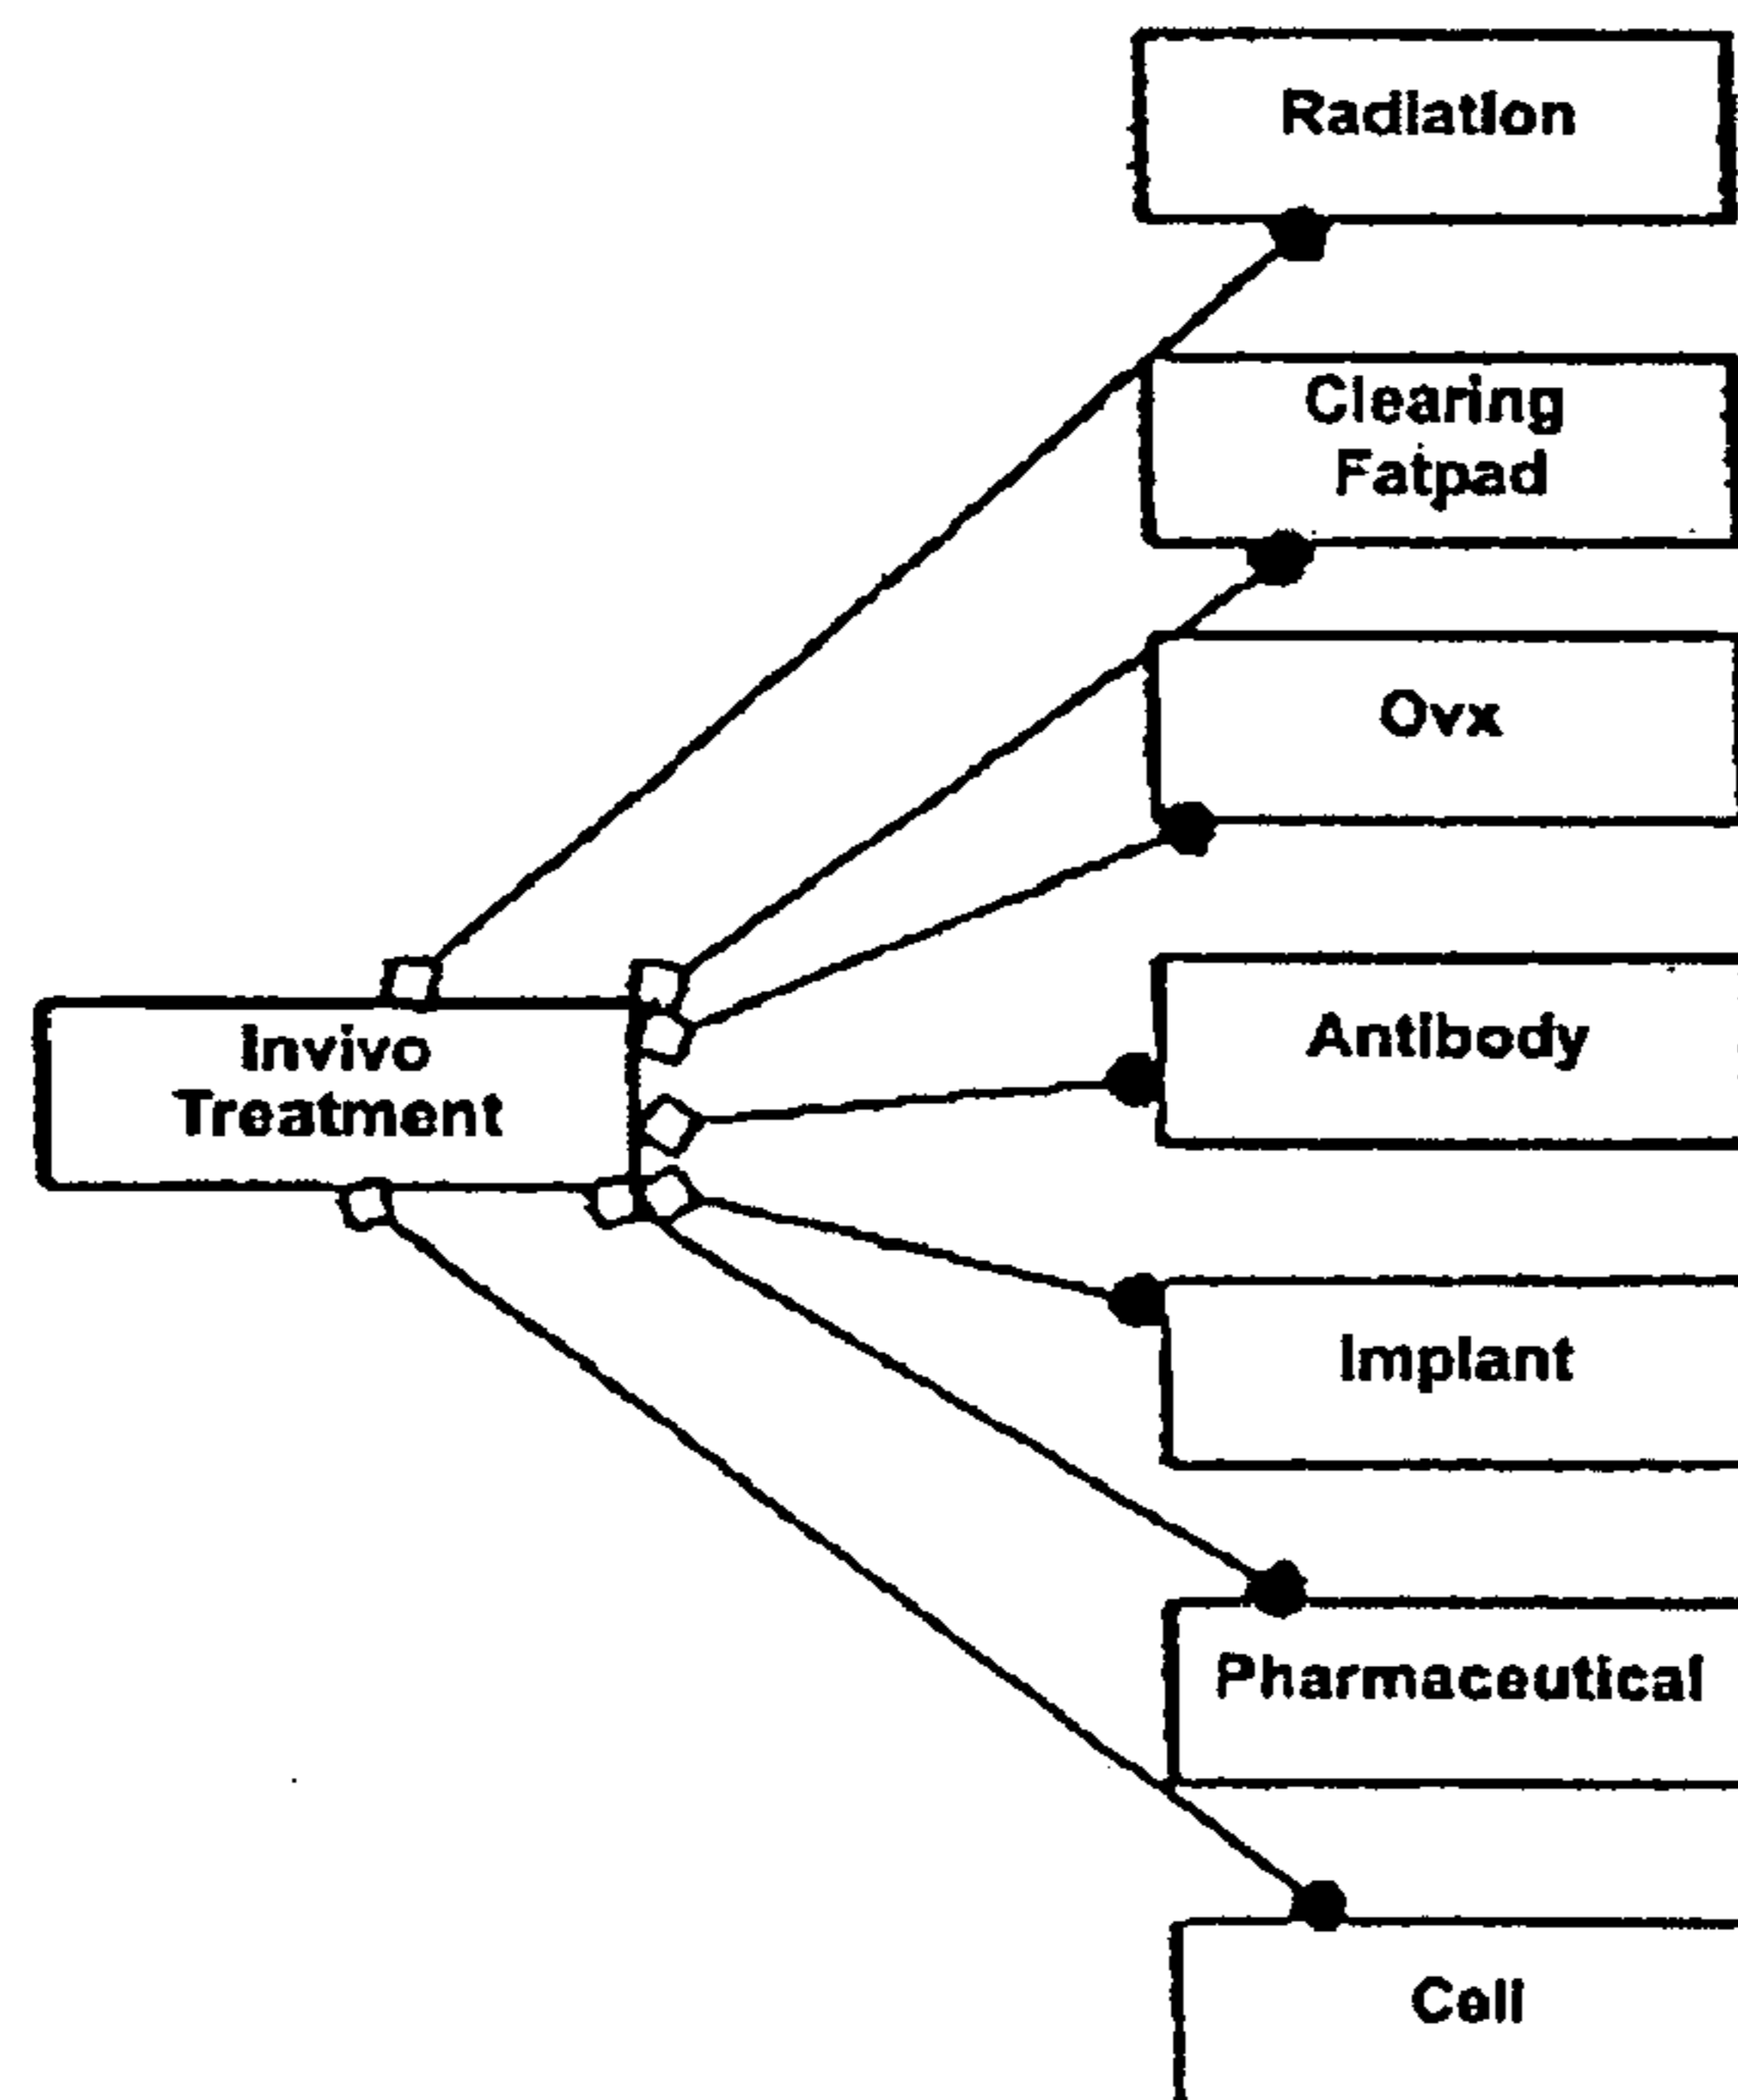 Radiation
Clearing
Fatpad
Ovx
Invivo
Treatment
Antibody
Implant
Pharmaceutical
Cell